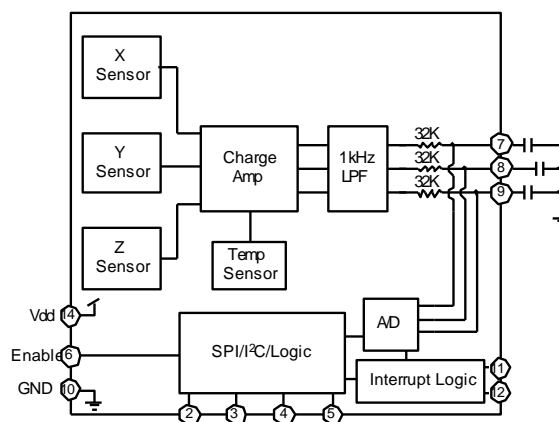 X
Sensor
Y
Sensor
Z
Sensor
Charge
Amp
1kHz
LPF
Temp
Sensor
32K
32K
32K
7
8
9
Vdd
14
Enable
6
GND
10
SPI/I²C/Logic
A/D
Interrupt Logic
11
12
2
3
4
5